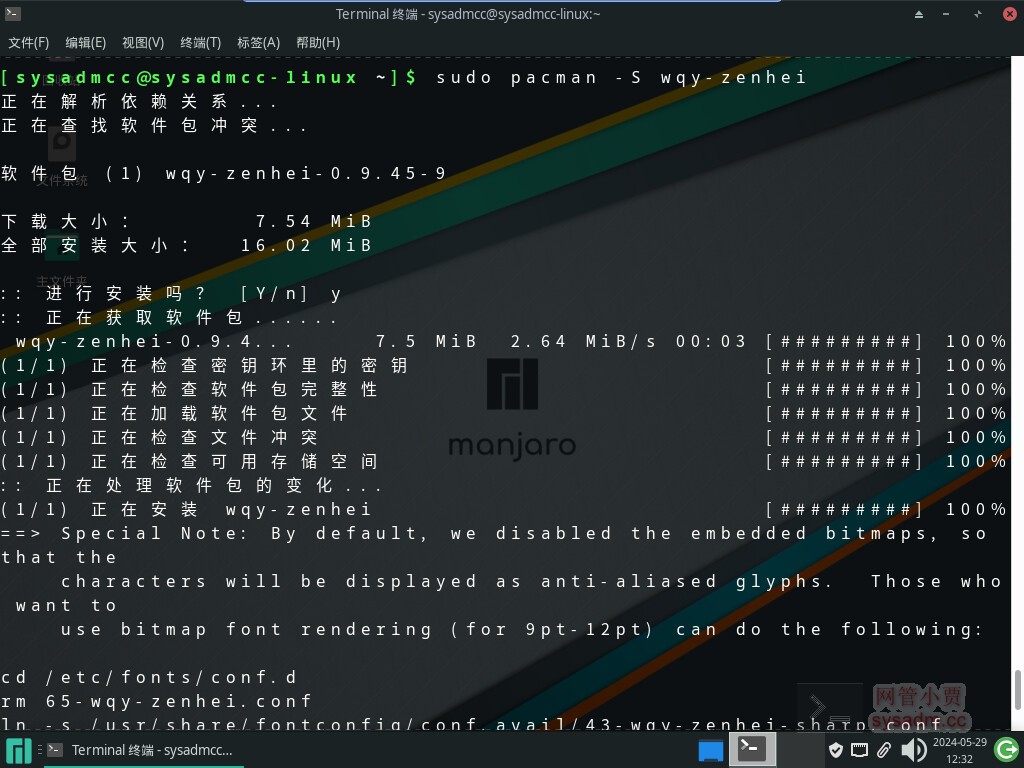 Terminal 终端 - sysadmcc@sysadmcc-linux:~
文件(F) 编辑(E) 视图(V) 终端(T) 标签(A) 帮助(H)
[sysadmcc@sysadmcc-linux ~]$ sudo pacman -S wqy-zenhei
正在解析依赖关系...
正在查找软件包冲突...
软件包 (1) wqy-zenhei-0.9.45-9
文件系统
下载大小： 7.54 MiB
全部安装大小： 16.02 MiB
主文件夹
:: 进行安装吗？ [Y/n] y
:: 正在获取软件包......
wqy-zenhei-0.9.4... 7.5 MiB 2.64 MiB/s 00:03 [#########] 100%
(1/1) 正在检查密钥环里的密钥 [#########] 100%
(1/1) 正在检查软件包完整性 [#########] 100%
(1/1) 正在加载软件包文件 [#########] 100%
(1/1) 正在检查文件冲突 [#########] 100%
(1/1) 正在检查可用存储空间 [#########] 100%
:: 正在处理软件包的变化...
(1/1) 正在安装 wqy-zenhei [#########] 100%
manjaro
==> Special Note: By default, we disabled the embedded bitmaps, so
that the
characters will be displayed as anti-aliased glyphs. Those who
want to
use bitmap font rendering (for 9pt-12pt) can do the following:
cd /etc/fonts/conf.d
rm 65-wqy-zenhei.conf
ln -s /usr/share/fontconfig/conf.avail/43-wqy-zenhei-sharp.conf
网管小贾
sysadm.cc
Terminal 终端 - sysadmcc...
2024-05-29
12:32